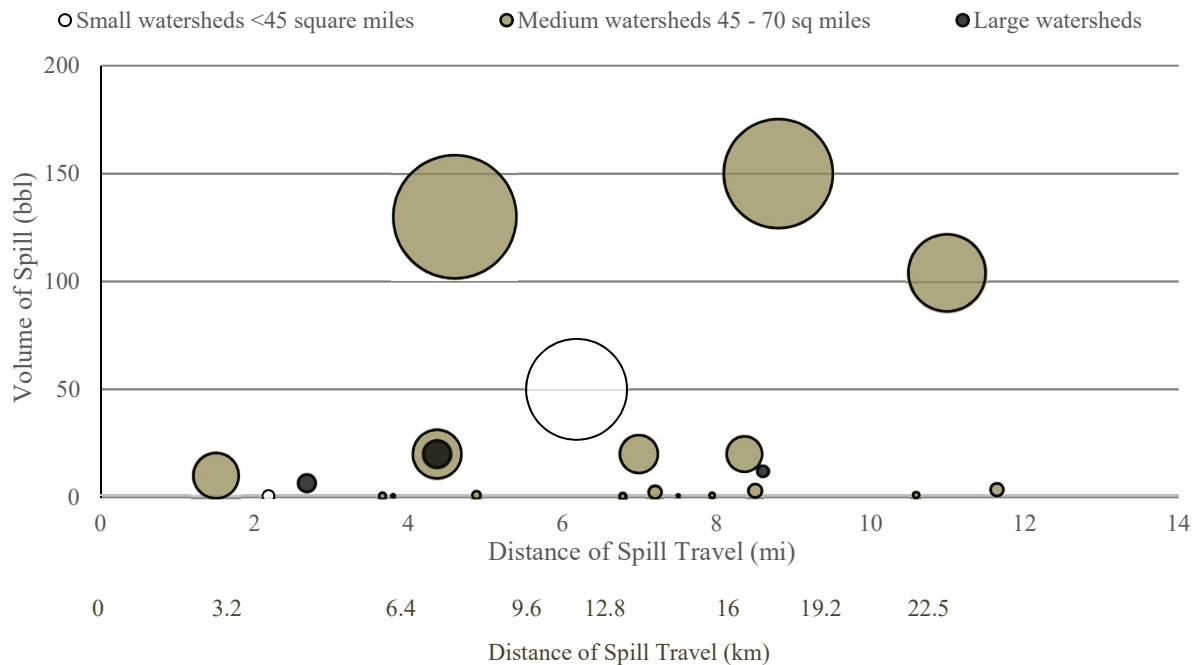 Small watersheds <45 square miles Medium watersheds 45 - 70 sq miles Large watersheds
200
150
100
50
0
Volume of Spill (bbl)
0 2 4 6 8 10 12 14
Distance of Spill Travel (mi)
0 3.2 6.4 9.6 12.8 16 19.2 22.5
Distance of Spill Travel (km)